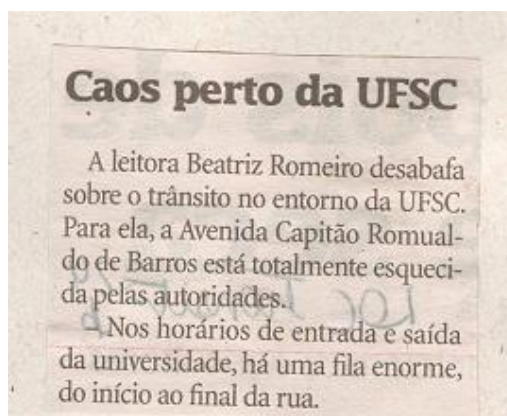 Caos perto da UFSC
A leitora Beatriz Romeiro desabafa
sobre o trânsito no entorno da UFSC.
Para ela, a Avenida Capitão Romual-
do de Barros está totalmente esqueci-
da pelas autoridades.
Nos horários de entrada e saída
da universidade, há uma fila enorme,
do início ao final da rua.